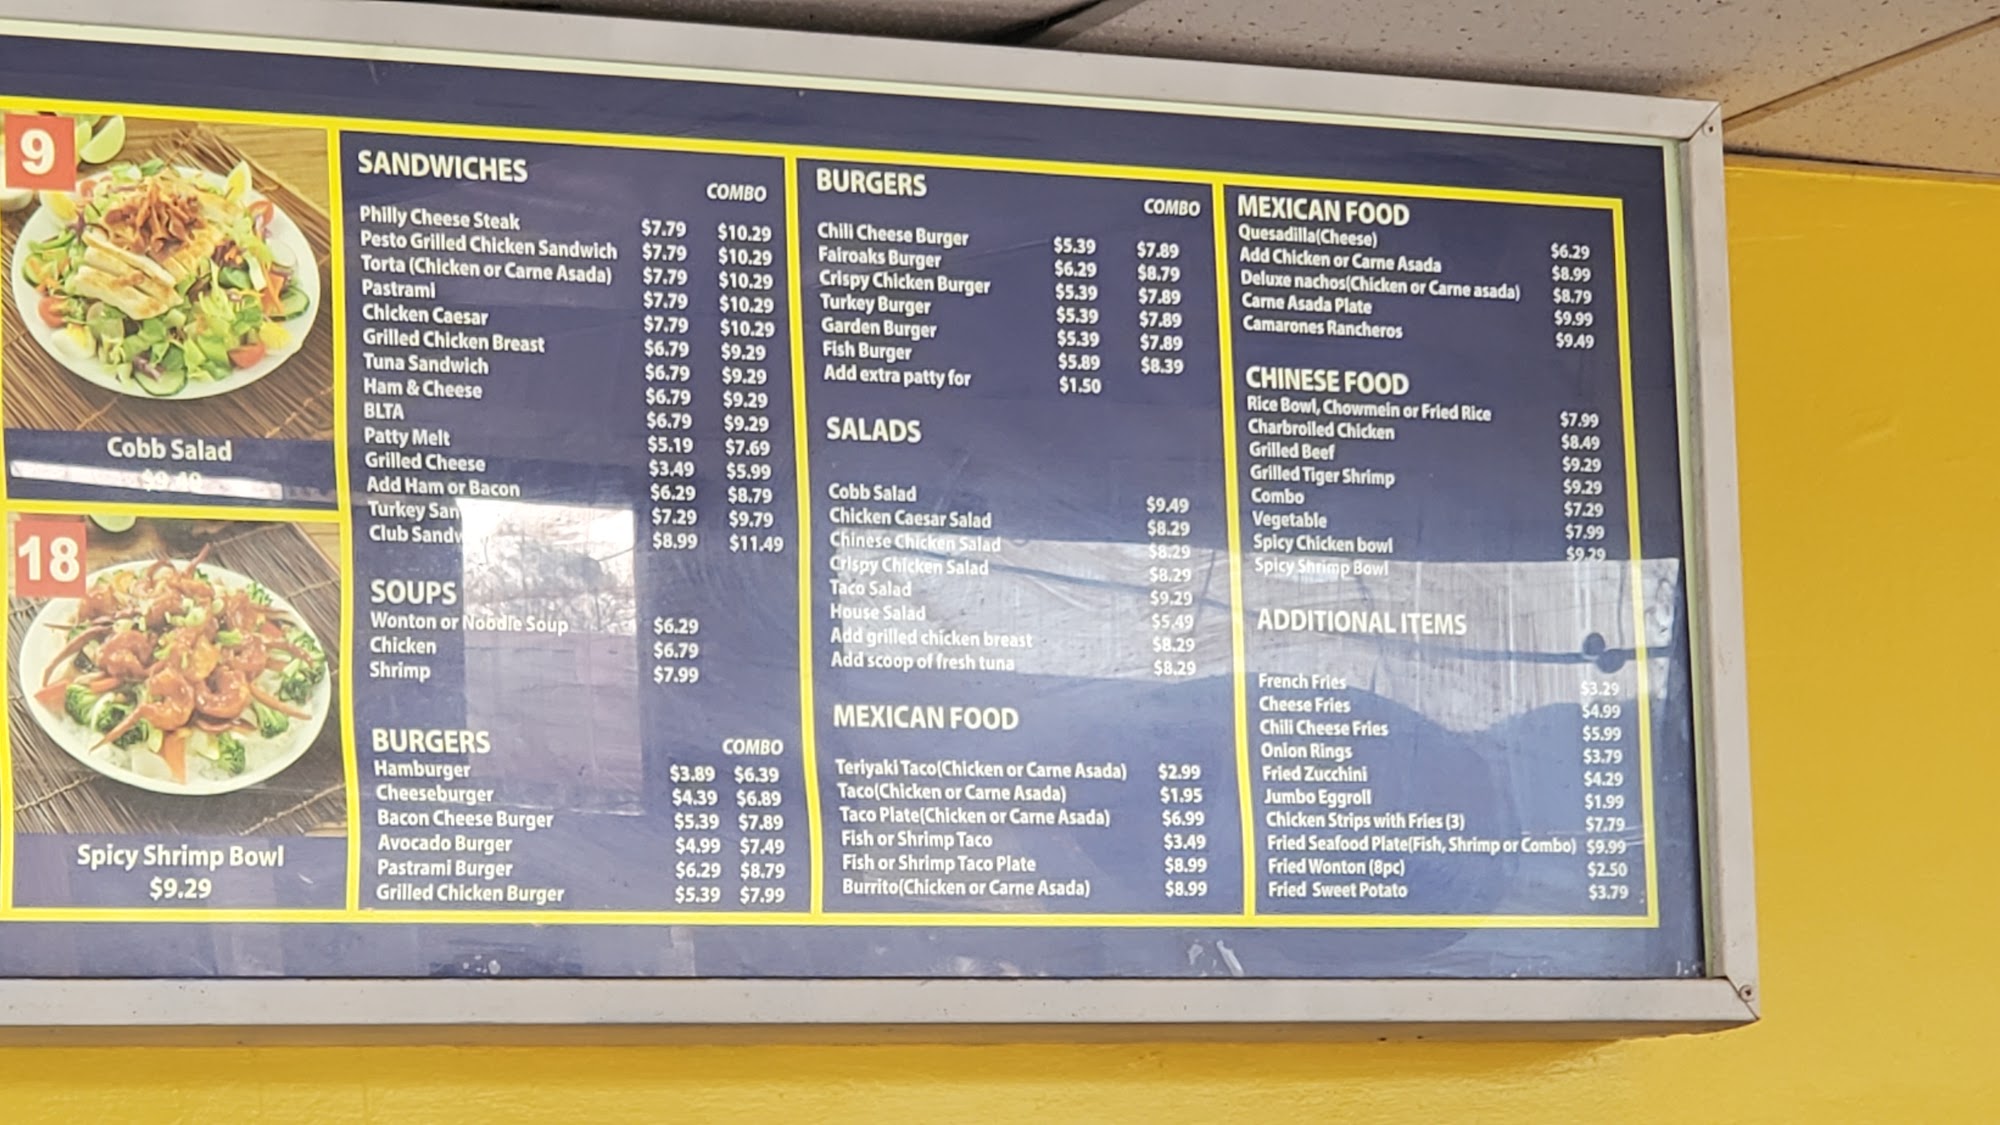 9
Cobb Salad
$9.49
18
Spicy Shrimp Bowl
$9.29
SANDWICHES
COMBO
Philly Cheese Steak $7.79 $10.29
Pesto Grilled Chicken Sandwich $7.79 $10.29
Torta (Chicken or Carne Asada) $7.79 $10.29
Pastrami $7.79 $10.29
Chicken Caesar $7.79 $10.29
Grilled Chicken Breast $6.79 $9.29
Tuna Sandwich $6.79 $9.29
Ham & Cheese $6.79 $9.29
BLTA $6.79 $9.29
Patty Melt $5.19 $7.69
Grilled Cheese $3.49 $5.99
Add Ham or Bacon $6.29 $8.79
Turkey San $7.29 $9.79
Club Sandw $8.99 $11.49
SOUPS
Wonton or Noodle Soup $6.29
Chicken $6.79
Shrimp $7.99
BURGERS COMBO
Hamburger $3.89 $6.39
Cheeseburger $4.39 $6.89
Bacon Cheese Burger $5.39 $7.89
Avocado Burger $4.99 $7.49
Pastrami Burger $6.29 $8.79
Grilled Chicken Burger $5.39 $7.99
BURGERS
COMBO
Chili Cheese Burger $5.39 $7.89
Fairoaks Burger $6.29 $8.79
Crispy Chicken Burger $5.39 $7.89
Turkey Burger $5.39 $7.89
Garden Burger $5.39 $7.89
Fish Burger $5.89 $8.39
Add extra patty for $1.50
SALADS
Cobb Salad $9.49
Chicken Caesar Salad $8.29
Chinese Chicken Salad $8.29
Crispy Chicken Salad $8.29
Taco Salad $9.29
House Salad $5.49
Add grilled chicken breast $8.29
Add scoop of fresh tuna $8.29
MEXICAN FOOD
Teriyaki Taco(Chicken or Carne Asada) $2.99
Taco(Chicken or Carne Asada) $1.95
Taco Plate(Chicken or Carne Asada) $6.99
Fish or Shrimp Taco $3.49
Fish or Shrimp Taco Plate $8.99
Burrito(Chicken or Carne Asada) $8.99
MEXICAN FOOD
Quesadilla(Cheese) $6.29
Add Chicken or Carne Asada $8.99
Deluxe nachos(Chicken or Carne asada) $8.79
Carne Asada Plate $9.99
Camarones Rancheros $9.49
CHINESE FOOD
Rice Bowl, Chowmein or Fried Rice $7.99
Charbroiled Chicken $8.49
Grilled Beef $9.29
Grilled Tiger Shrimp $9.29
Combo $7.29
Vegetable $7.99
Spicy Chicken bowl $9.29
Spicy Shrimp Bowl
ADDITIONAL ITEMS
French Fries $3.29
Cheese Fries $4.99
Chili Cheese Fries $5.99
Onion Rings $3.79
Fried Zucchini $4.29
Jumbo Eggroll $1.99
Chicken Strips with Fries (3) $7.79
Fried Seafood Plate(Fish, Shrimp or Combo) $9.99
Fried Wonton (8pc) $2.50
Fried Sweet Potato $3.79